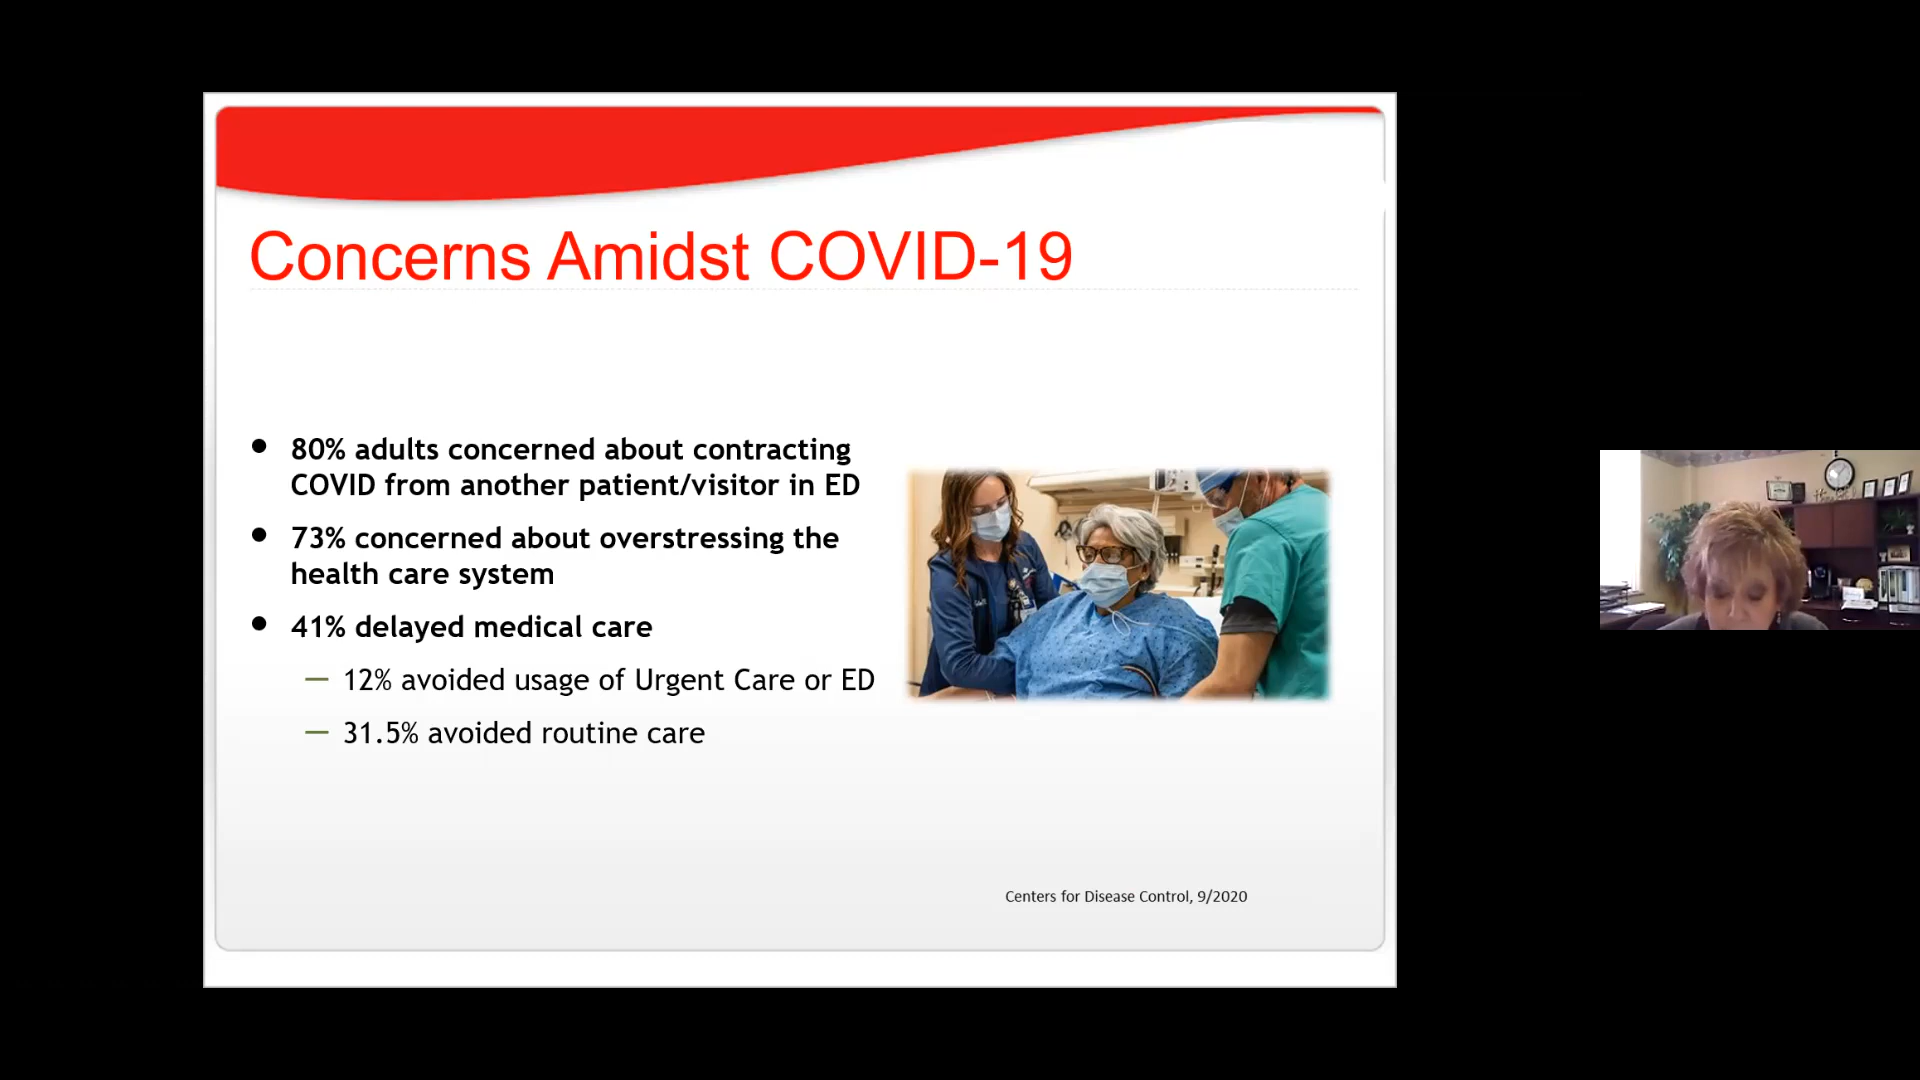 Concerns Amidst COVID-19
• 80% adults concerned about contracting
COVID from another patient/visitor in ED
• 73% concerned about overstressing the
health care system
• 41% delayed medical care
— 12% avoided usage of Urgent Care or ED
— 31.5% avoided routine care
Centers for Disease Control, 9/2020